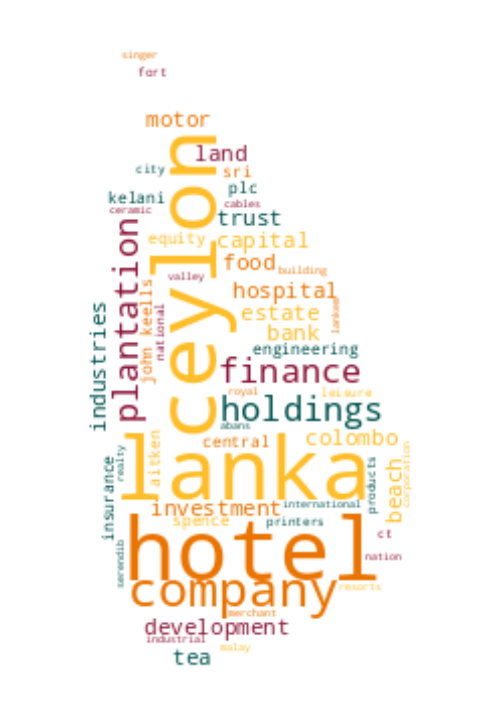 singer
fort
motor
land
city
sri
kelani
plc
ceramic
cables
trust
ceylon
equity
capital
food
building
valley
plantation
john keells
hospital
national
lankan
estate
industries
bank
engineering
finance
royal
leisure
holdings
abans
central
colombo
aitken
realty
lanka
insurance
products
beach
corporation
investment
international
spence
printers
ct
hotel
nation
serendib
company
resorts
merchant
development
industrial
malay
tea